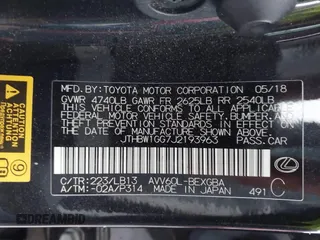 MFD.BY:TOYOTA MOTOR CORPORATION 05/18
GVWR 4740LB GAWR FR 2625LB RR 2540LB
THIS VEHICLE CONFORMS TO ALL APPLICABLE
FEDERAL MOTOR VEHICLE SAFETY, BUMPER, AND
THEFT PREVENTION STANDARDS IN EFFECT ON
THE DATE OF MANUFACTURE SHOWN ABOVE.
JTHBW1GG7J2193963 PASS.CAR
C/TR:223/LB13 AVV60L-BEXGBA
A/TM:-02A/P314 MADE IN JAPAN 491 C
ACHTUNG
9
DREAMBID